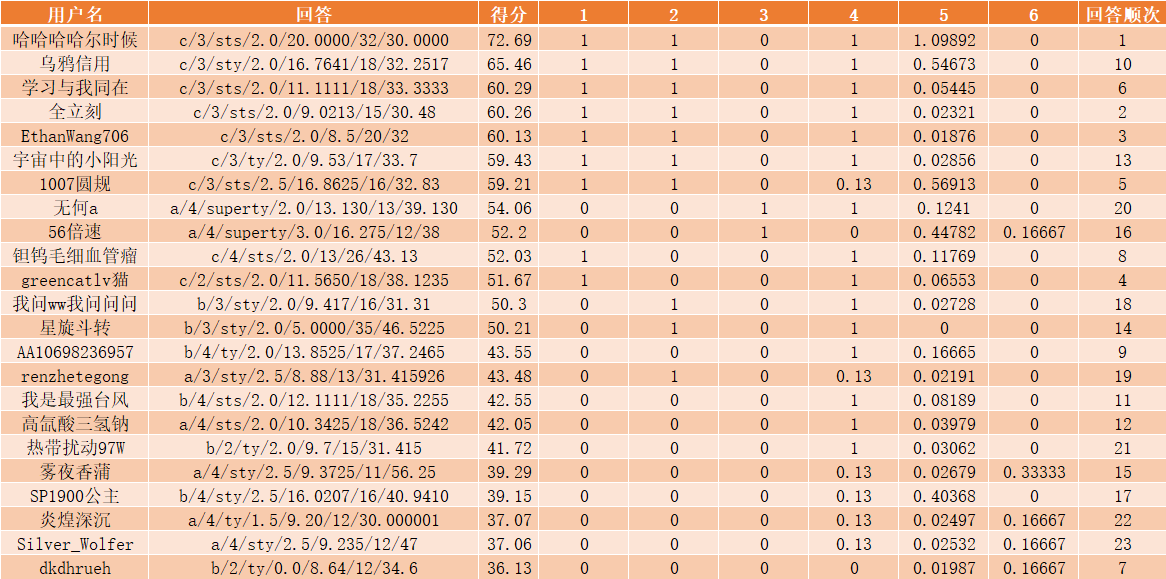 用户名 回答 得分 1 2 3 4 5 6 回答顺次
哈哈哈哈尔时候 c/3/sts/2.0/20.0000/32/30.0000 72.69 1 1 0 1 1.09892 0 1
乌鸦信用 c/3/sty/2.0/16.7641/18/32.2517 65.46 1 1 0 1 0.54673 0 10
学习与我同在 c/3/sts/2.0/11.1111/18/33.3333 60.29 1 1 0 1 0.05445 0 6
全立刻 c/3/sts/2.0/9.0213/15/30.48 60.26 1 1 0 1 0.02321 0 2
EthanWang706 c/3/sts/2.0/8.5/20/32 60.13 1 1 0 1 0.01876 0 3
宇宙中的小阳光 c/3/ty/2.0/9.53/17/33.7 59.43 1 1 0 1 0.02856 0 13
1007圆规 c/3/sts/2.5/16.8625/16/32.83 59.21 1 1 0 0.13 0.56913 0 5
无何a a/4/superty/2.0/13.130/13/39.130 54.06 0 0 1 1 0.1241 0 20
56倍速 a/4/superty/3.0/16.275/12/38 52.2 0 0 1 0 0.44782 0.16667 16
钽钨毛细血管瘤 c/4/sts/2.0/13/26/43.13 52.03 1 0 0 1 0.11769 0 8
greencatlv猫 c/2/sts/2.0/11.5650/18/38.1235 51.67 1 0 0 1 0.06553 0 4
我问ww我问问问 b/3/sty/2.0/9.417/16/31.31 50.3 0 1 0 1 0.02728 0 18
星旋斗转 b/3/sty/2.0/5.0000/35/46.5225 50.21 0 1 0 1 0 0 14
AA10698236957 b/4/ty/2.0/13.8525/17/37.2465 43.55 0 0 0 1 0.16665 0 9
renzhetegong a/3/sty/2.5/8.88/13/31.415926 43.48 0 1 0 0.13 0.02191 0 19
我是最强台风 b/4/sts/2.0/12.1111/18/35.2255 42.55 0 0 0 1 0.08189 0 11
高氙酸三氢钠 a/4/sts/2.0/10.3425/18/36.5242 42.05 0 0 0 1 0.03979 0 12
热带扰动97W b/2/ty/2.0/9.7/15/31.415 41.72 0 0 0 1 0.03062 0 21
雾夜香蒲 a/4/sty/2.5/9.3725/11/56.25 39.29 0 0 0 0.13 0.02679 0.33333 15
SP1900公主 b/4/sty/2.5/16.0207/16/40.9410 39.15 0 0 0 0.13 0.40368 0 17
炎煌深沉 a/4/ty/1.5/9.20/12/30.000001 37.07 0 0 0 0.13 0.02497 0.16667 22
Silver_Wolfer a/4/sty/2.5/9.235/12/47 37.06 0 0 0 0.13 0.02532 0.16667 23
dkdhrueh b/2/ty/0.0/8.64/12/34.6 36.13 0 0 0 0 0.01987 0.16667 7